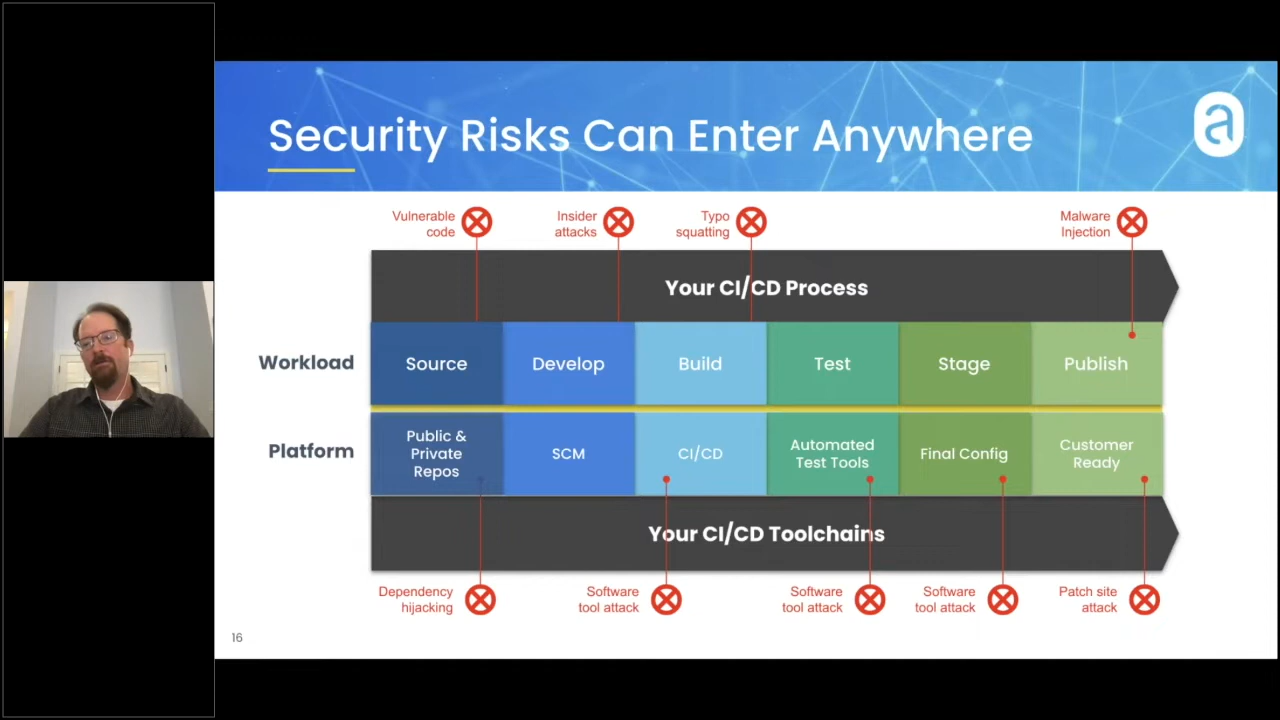 Security Risks Can Enter Anywhere
a
Vulnerable
code
Insider
attacks
Typo
squatting
Malware
Injection
Your CI/CD Process
Workload
Source
Develop
Build
Test
Stage
Publish
Platform
Public &
Private
Repos
SCM
CI/CD
Automated
Test Tools
Final Config
Customer
Ready
Your CI/CD Toolchains
Dependency
hijacking
Software
tool attack
Software
tool attack
Software
tool attack
Patch site
attack
16